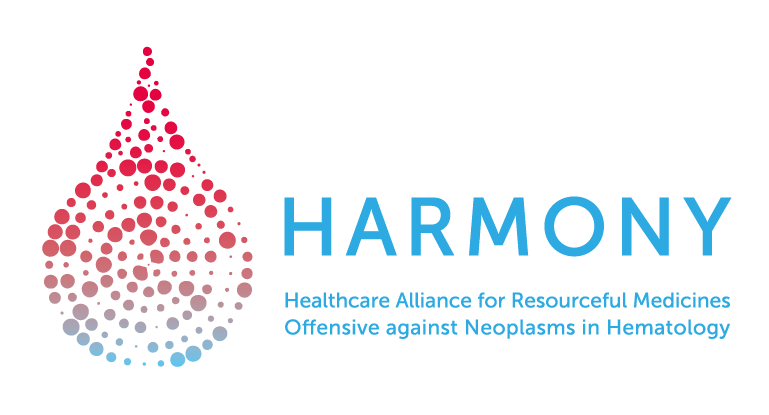 HARMONY
Healthcare Alliance for Resourceful Medicines
Offensive against Neoplasms in Hematology